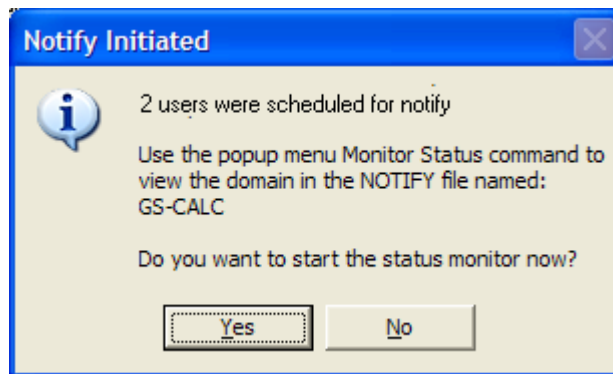 Notify Initiated
2 users were scheduled for notify
Use the popup menu Monitor Status command to
view the domain in the NOTIFY file named:
GS-CALC
Do you want to start the status monitor now?
Yes
No